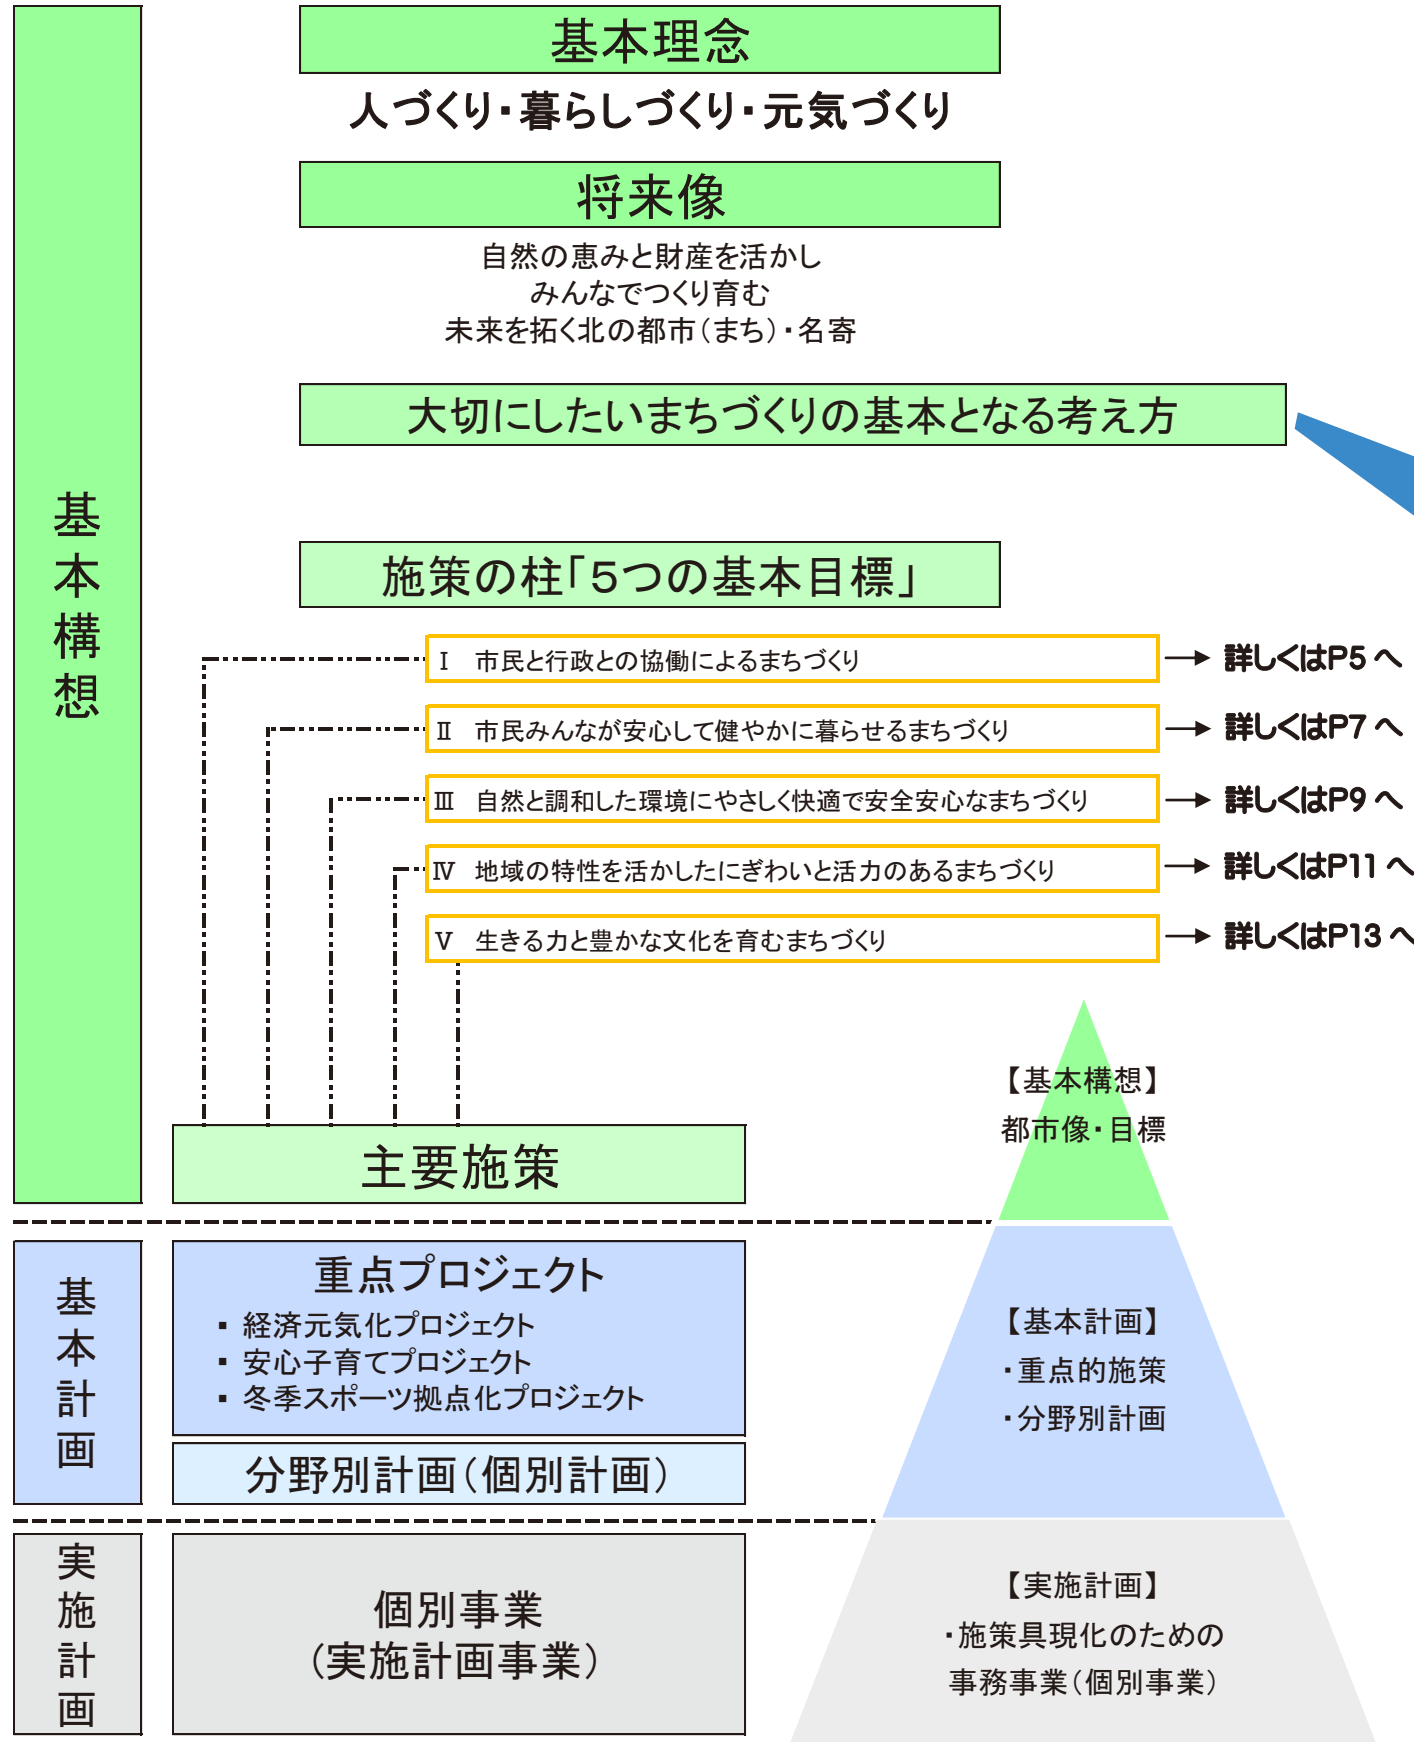 基本構想
基本理念
人づくり・暮らしづくり・元気づくり
将来像
自然の恵みと財産を活かし
みんなでつくり育む
未来を拓く北の都市（まち）・名寄
大切にしたいまちづくりの基本となる考え方
施策の柱「５つの基本目標」
Ⅰ 市民と行政との協働によるまちづくり
詳しくはP5 へ
Ⅱ 市民みんなが安心して健やかに暮らせるまちづくり
詳しくはP7 へ
Ⅲ 自然と調和した環境にやさしく快適で安全安心なまちづくり
詳しくはP9 へ
Ⅳ 地域の特性を活かしたにぎわいと活力のあるまちづくり
詳しくはP11 へ
Ⅴ 生きる力と豊かな文化を育むまちづくり
詳しくはP13 へ
主要施策
【基本構想】
都市像・目標
基本計画
重点プロジェクト
▪ 経済元気化プロジェクト
▪ 安心子育てプロジェクト
▪ 冬季スポーツ拠点化プロジェクト
分野別計画（個別計画）
【基本計画】
・重点的施策
・分野別計画
実施計画
個別事業
（実施計画事業）
【実施計画】
・施策具現化のための
事務事業（個別事業）